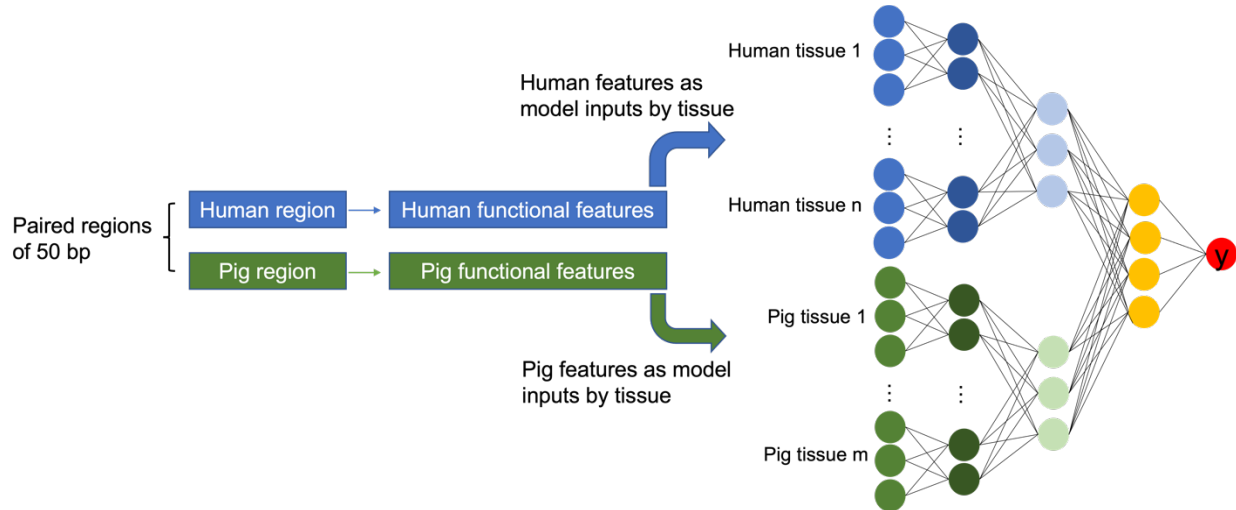 Paired regions
of 50 bp
Human region
Human functional features
Pig region
Pig functional features
Human features as
model inputs by tissue
Pig features as model
inputs by tissue
Human tissue 1
⋮ ⋮
Human tissue n
Pig tissue 1
⋮ ⋮
Pig tissue m
y